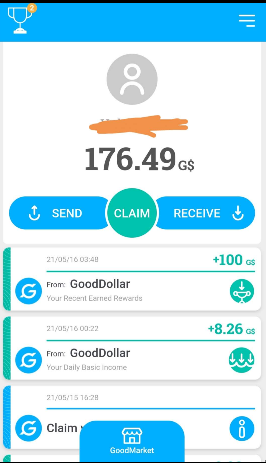 2
176.49 G$
SEND
CLAIM
RECEIVE
21/05/16 03:48
+100 G$
From: GoodDollar
Your Recent Earned Rewards
21/05/16 00:22
+8.26 G$
From: GoodDollar
Your Daily Basic Income
21/05/15 16:28
Claim
GoodMarket